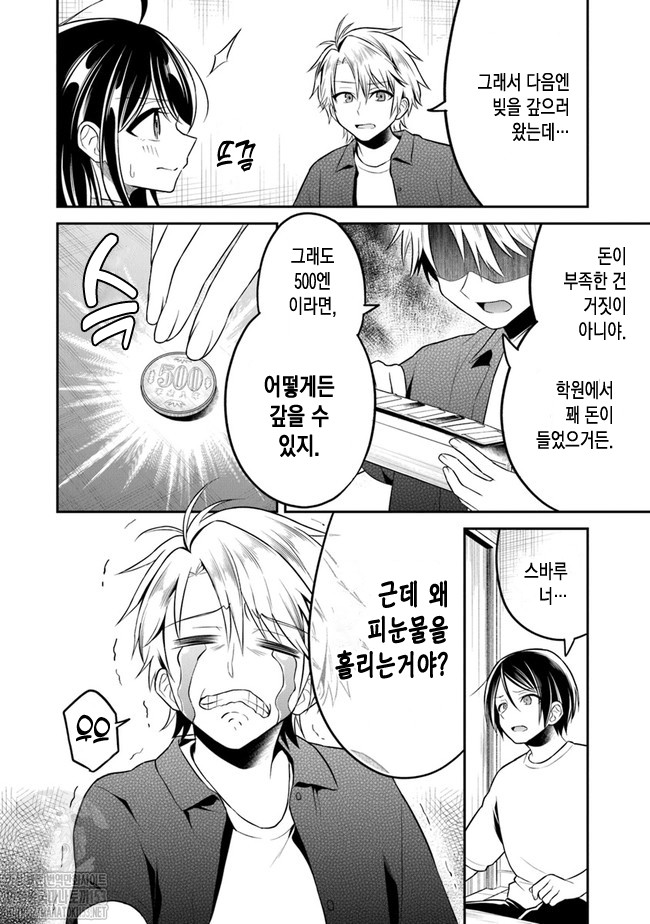 그래서 다음엔
빚을 갚으러
왔는데…
뜨끔
돈이
부족한 건
거짓이
아니야.
학원에서
꽤 돈이
들었으거든.
그래도
500엔
이라면,
어떻게든
갚을 수
있지.
스윽
500
스바루
너…
근데 왜
피눈물을
흘리는거야?
우으